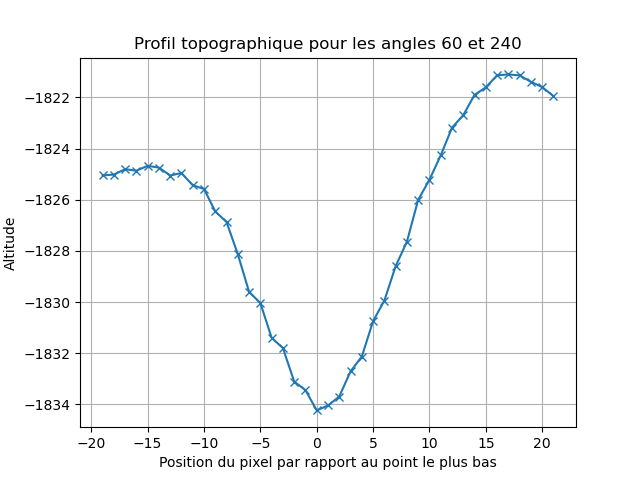 Profil topographique pour les angles 60 et 240
Altitude
−1822
−1824
−1826
−1828
−1830
−1832
−1834
−20 −15 −10 −5 0 5 10 15 20
Position du pixel par rapport au point le plus bas